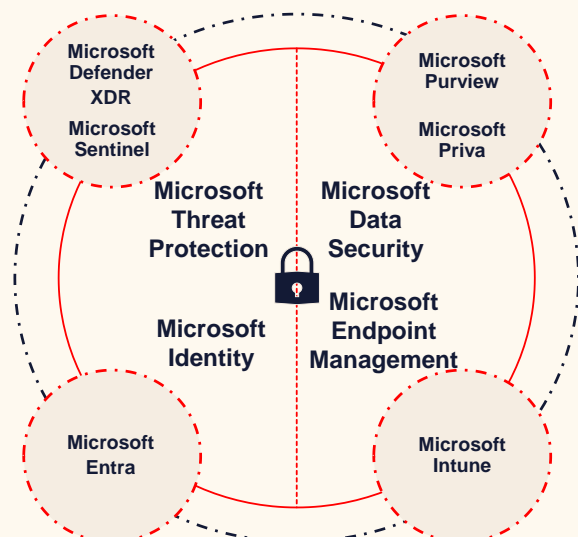 Microsoft
Defender
XDR
Microsoft
Sentinel
Microsoft
Purview
Microsoft
Priva
Microsoft
Threat
Protection
Microsoft
Data
Security
Microsoft
Identity
Microsoft
Endpoint
Management
Microsoft
Entra
Microsoft
Intune